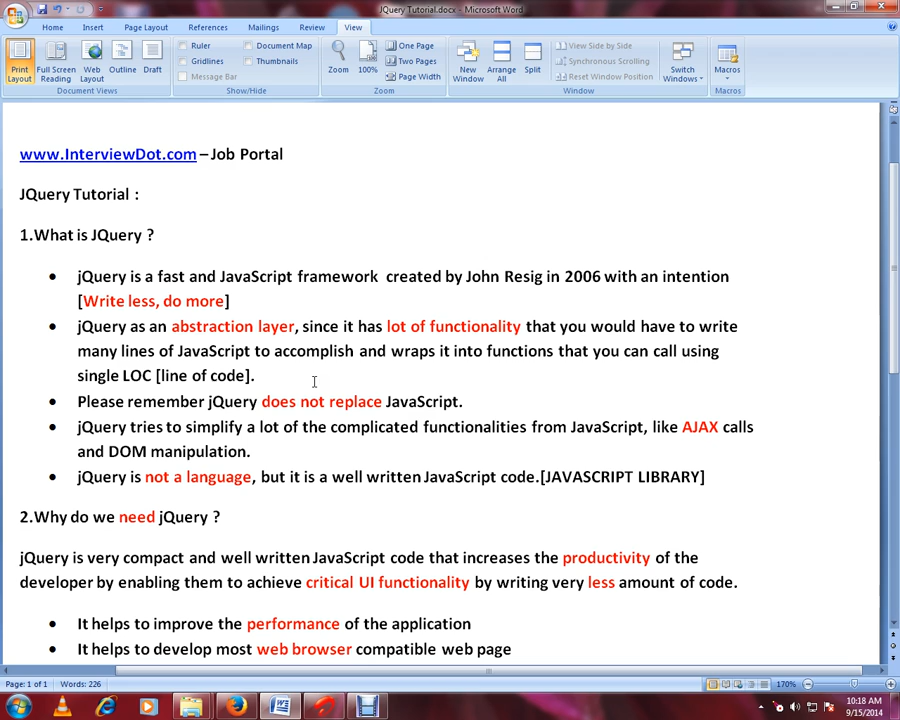 JQuery Tutorial.docx - Microsoft Word
Home Insert Page Layout References Mailings Review View
Print Layout Full Screen Reading Web Layout Outline Draft
Document Views
Ruler Document Map
Gridlines Thumbnails
Message Bar
Show/Hide
Zoom 100% One Page
Two Pages
Page Width
Zoom
New Window Arrange All Split
View Side by Side
Synchronous Scrolling
Reset Window Position
Switch Windows
Window
Macros
Macros
www.InterviewDot.com – Job Portal
JQuery Tutorial :
1.What is JQuery ?
• jQuery is a fast and JavaScript framework created by John Resig in 2006 with an intention
[Write less, do more]
• jQuery as an abstraction layer, since it has lot of functionality that you would have to write
many lines of JavaScript to accomplish and wraps it into functions that you can call using
single LOC [line of code].
• Please remember jQuery does not replace JavaScript.
• jQuery tries to simplify a lot of the complicated functionalities from JavaScript, like AJAX calls
and DOM manipulation.
• jQuery is not a language, but it is a well written JavaScript code.[JAVASCRIPT LIBRARY]
2.Why do we need jQuery ?
jQuery is very compact and well written JavaScript code that increases the productivity of the
developer by enabling them to achieve critical UI functionality by writing very less amount of code.
• It helps to improve the performance of the application
• It helps to develop most web browser compatible web page
Page: 1 of 1 Words: 226 170%
10:18 AM
9/15/2014